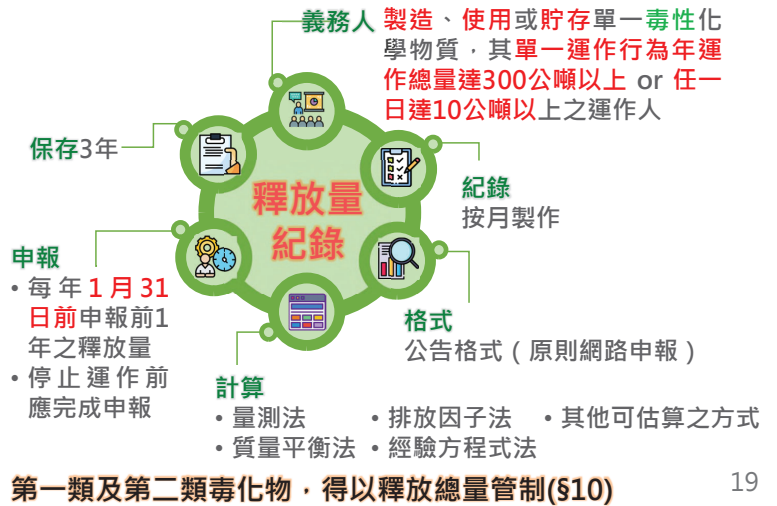 義務人
製造、使用或貯存單一毒性化
學物質，其單一運作行為年運
作總量達300公噸以上 or 任一
日達10公噸以上之運作人
保存3年
釋放量
紀錄
紀錄
按月製作
申報
• 每年1月31
日前申報前1
年之釋放量
• 停止運作前
應完成申報
格式
公告格式（原則網路申報）
計算
• 量測法 • 排放因子法 • 其他可估算之方式
• 質量平衡法 • 經驗方程式法
第一類及第二類毒化物，得以釋放總量管制(§10)
19